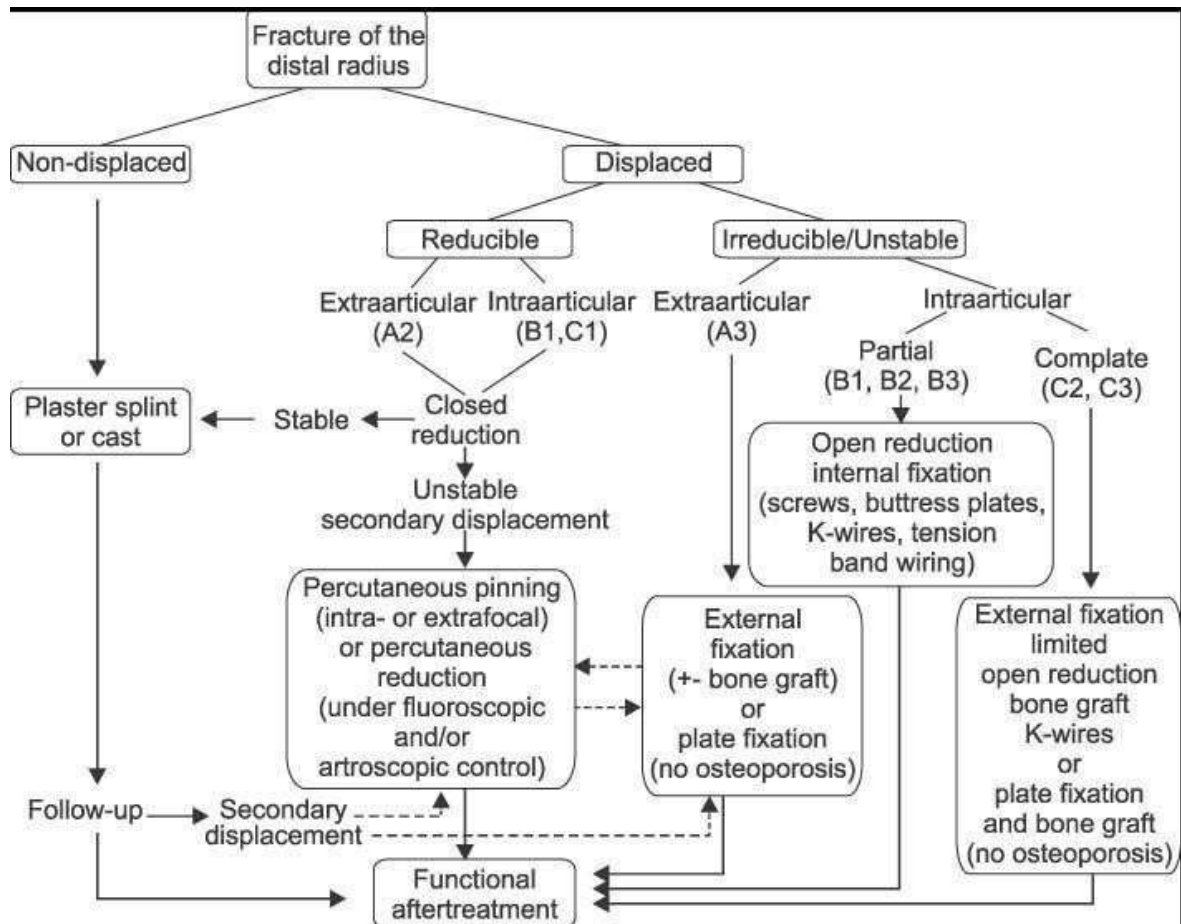 Fracture of the
distal radius
Non-displaced
Displaced
Reducible
Irreducible/Unstable
Extraarticular
(A2)
Intraarticular
(B1,C1)
Extraarticular
(A3)
Intraarticular
Partial
(B1, B2, B3)
Complate
(C2, C3)
Plaster splint
or cast
Stable
Closed
reduction
Unstable
secondary displacement
Open reduction
internal fixation
(screws, buttress plates,
K-wires, tension
band wiring)
Percutaneous pinning
(intra- or extrafocal)
or percutaneous
reduction
(under fluoroscopic
and/or
artroscopic control)
External
fixation
(+- bone graft)
or
plate fixation
(no osteoporosis)
External fixation
limited
open reduction
bone graft
K-wires
or
plate fixation
and bone graft
(no osteoporosis)
Follow-up
Secondary
displacement
Functional
aftertreatment